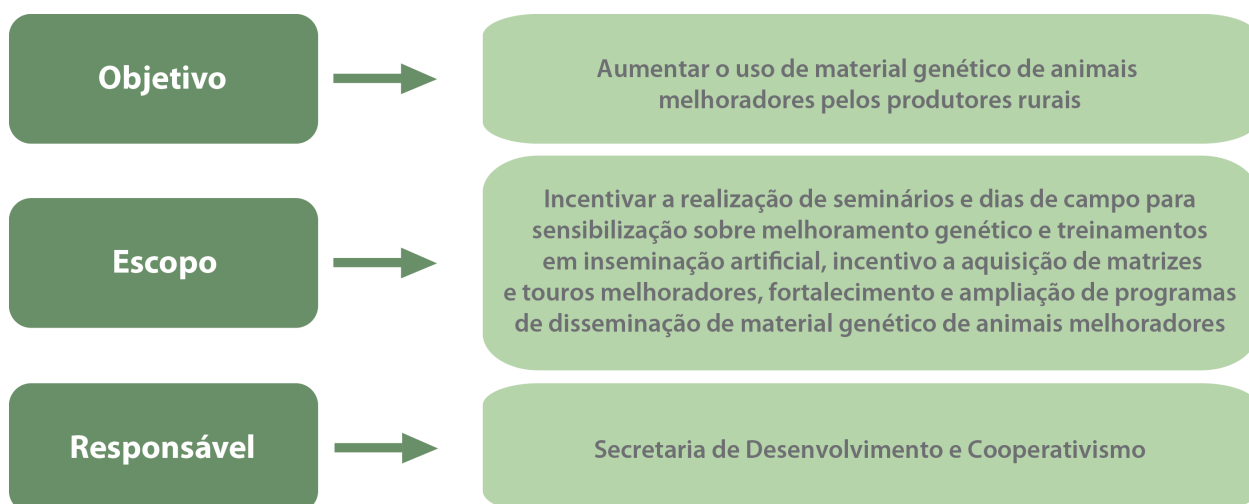 Objetivo
Aumentar o uso de material genético de animais
melhoradores pelos produtores rurais
Escopo
Incentivar a realização de seminários e dias de campo para
sensibilização sobre melhoramento genético e treinamentos
em inseminação artificial, incentivo a aquisição de matrizes
e touros melhoradores, fortalecimento e ampliação de programas
de disseminação de material genético de animais melhoradores
Responsável
Secretaria de Desenvolvimento e Cooperativismo